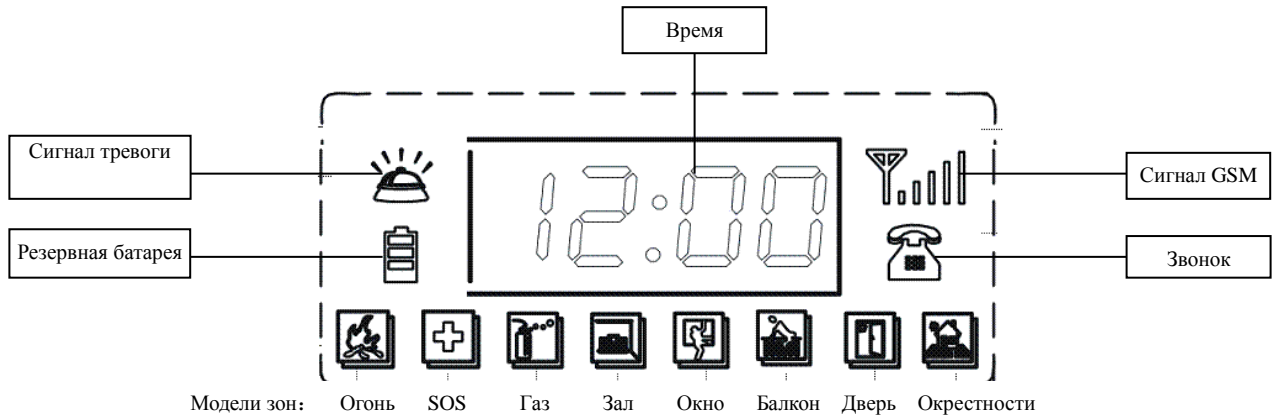 Время
Сигнал тревоги
12:00
Сигнал GSM
Резервная батарея
Звонок
Модели зон: Огонь SOS Газ Зал Окно Балкон Дверь Окрестности